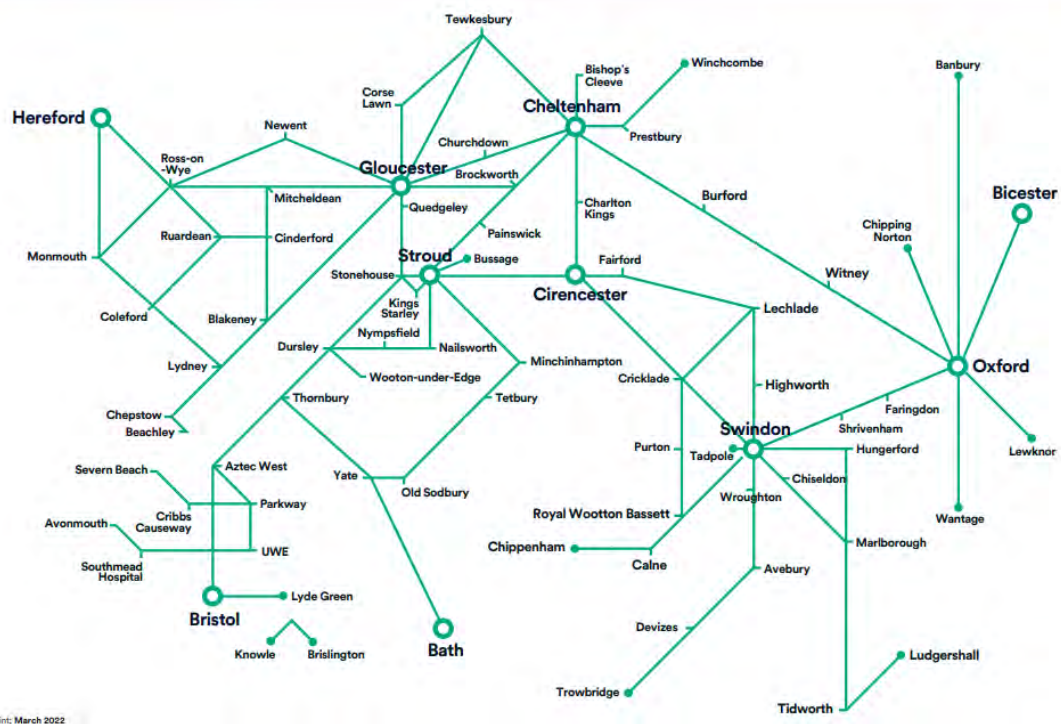 Tewkesbury
Bishop's
Cleeve
Winchcombe
Banbury
Corse
Lawn
Cheltenham
Hereford
Newent
Churchdown
Prestbury
Ross-on
-Wye
Gloucester
Brockworth
Mitcheldean
Burford
Bicester
Quedgeley
Charlton
Kings
Chipping
Norton
Ruardean
Cinderford
Painswick
Monmouth
Stroud
Bussage
Fairford
Stonehouse
Witney
Kings
Starley
Cirencester
Coleford
Blakeney
Lechlade
Nympsfield
Dursley
Nailsworth
Minchinhampton
Lydney
Wooton-under-Edge
Cricklade
Highworth
Oxford
Thornbury
Tetbury
Faringdon
Chepstow
Beachley
Swindon
Shrivenham
Purton
Tadpole
Hungerford
Lewknor
Severn Beach
Aztec West
Yate
Old Sodbury
Chiseldon
Wroughton
Cribbs
Causeway
Parkway
Royal Wootton Bassett
Wantage
Avonmouth
Southmead
Hospital
UWE
Chippenham
Calne
Marlborough
Avebury
Lyde Green
Bristol
Bath
Devizes
Knowle
Brislington
Ludgershall
Trowbridge
Tidworth
int: March 2022